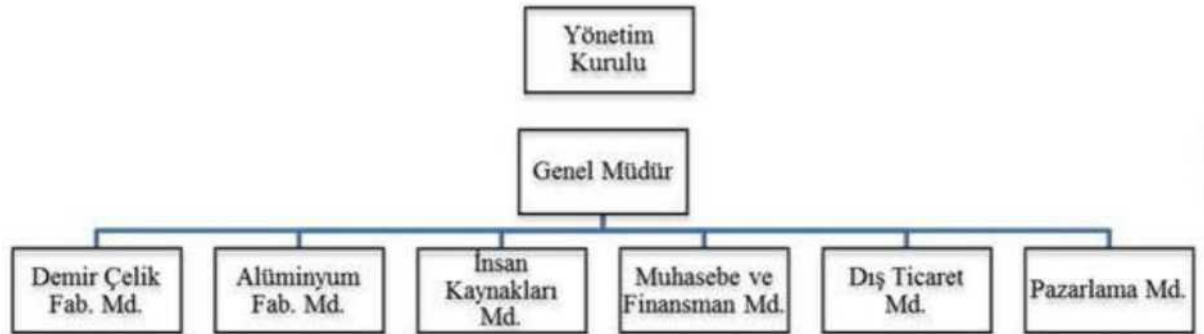 Yönetim
Kurulu
Genel Müdür
Demir Çelik
Fab. Md.
Alüminyum
Fab. Md.
İnsan
Kaynakları
Md.
Muhasebe ve
Finansman Md.
Dış Ticaret
Md.
Pazarlama Md.